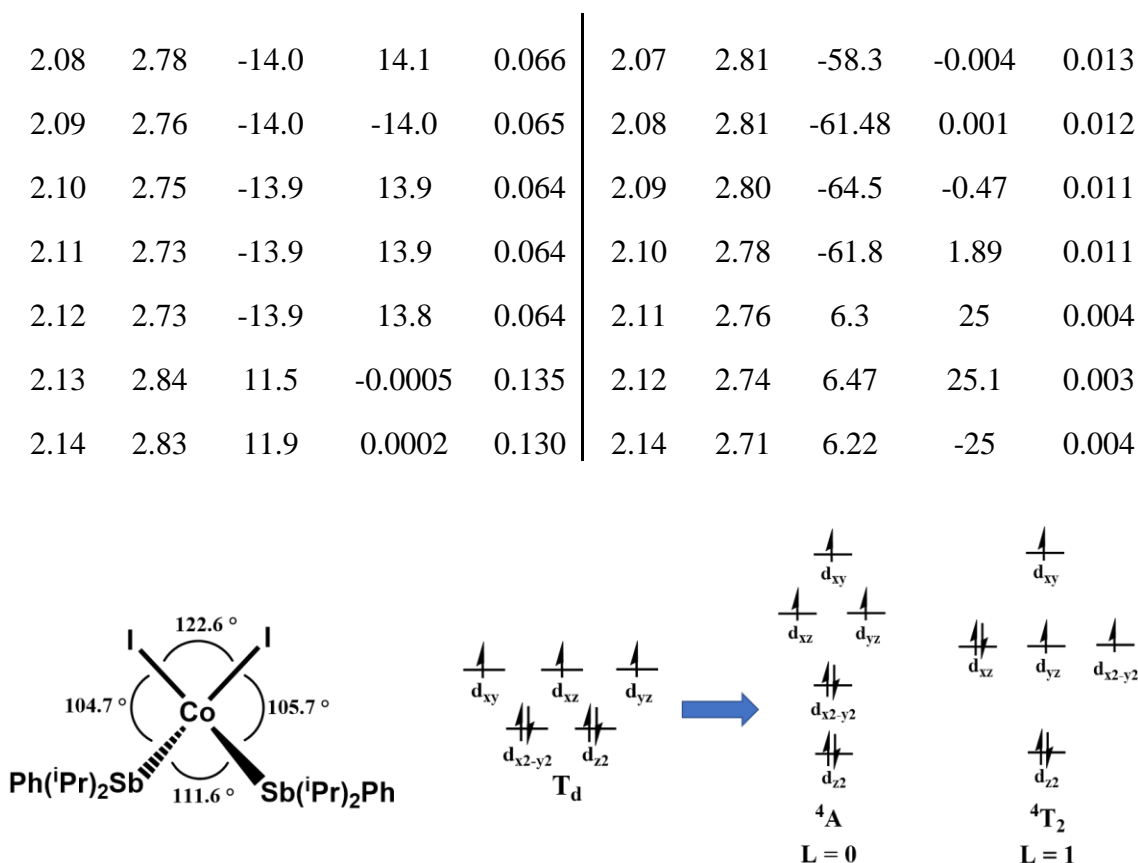 2.08 2.78 -14.0 14.1 0.066 2.07 2.81 -58.3 -0.004 0.013
2.09 2.76 -14.0 -14.0 0.065 2.08 2.81 -61.48 0.001 0.012
2.10 2.75 -13.9 13.9 0.064 2.09 2.80 -64.5 -0.47 0.011
2.11 2.73 -13.9 13.9 0.064 2.10 2.78 -61.8 1.89 0.011
2.12 2.73 -13.9 13.8 0.064 2.11 2.76 6.3 25 0.004
2.13 2.84 11.5 -0.0005 0.135 2.12 2.74 6.47 25.1 0.003
2.14 2.83 11.9 0.0002 0.130 2.14 2.71 6.22 -25 0.004
122.6 °
I I
104.7 ° Co 105.7 °
Ph(iPr)2Sb 111.6 ° Sb(iPr)2Ph
dxy dxz dyz
dx2-y2 dz2
Td
dxy
dxz dyz
dx2-y2
dz2
4A
L = 0
dxy
dxz dyz dx2-y2
dz2
4T2
L = 1